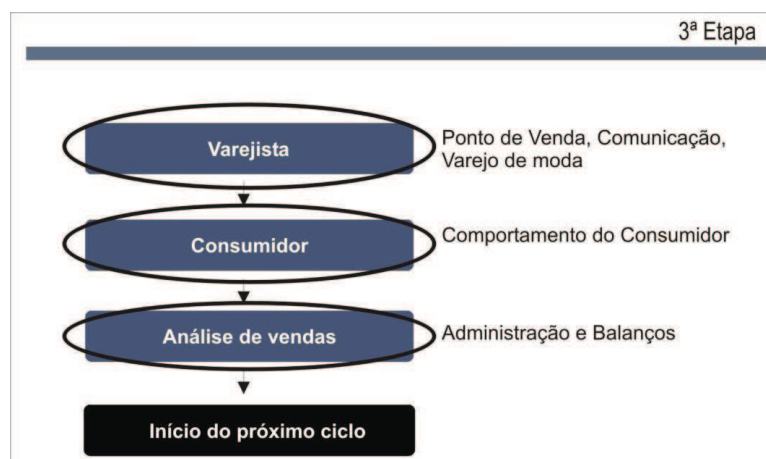 3ª Etapa
Varejista
Ponto de Venda, Comunicação,
Varejo de moda
Consumidor
Comportamento do Consumidor
Análise de vendas
Administração e Balanços
Início do próximo ciclo